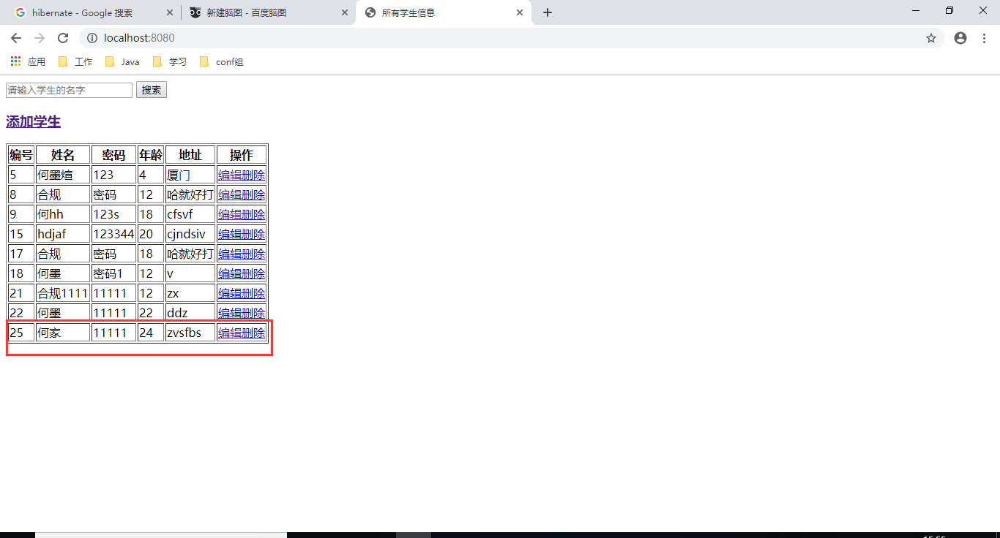 hibernate - Google 搜索
新建脑图 - 百度脑图
所有学生信息
localhost:8080
应用 工作 Java 学习 conf组
请输入学生的名字 搜索
添加学生
编号 姓名 密码 年龄 地址 操作
5 何墨煊 123 4 厦门 编辑删除
8 合规 密码 12 哈就好打 编辑删除
9 何hh 123s 18 cfsvf 编辑删除
15 hdjaf 123344 20 cjndsiv 编辑删除
17 合规 密码 18 哈就好打 编辑删除
18 何墨 密码1 12 v 编辑删除
21 合规1111 11111 12 zx 编辑删除
22 何墨 11111 22 ddz 编辑删除
25 何家 11111 24 zvsfbs 编辑删除